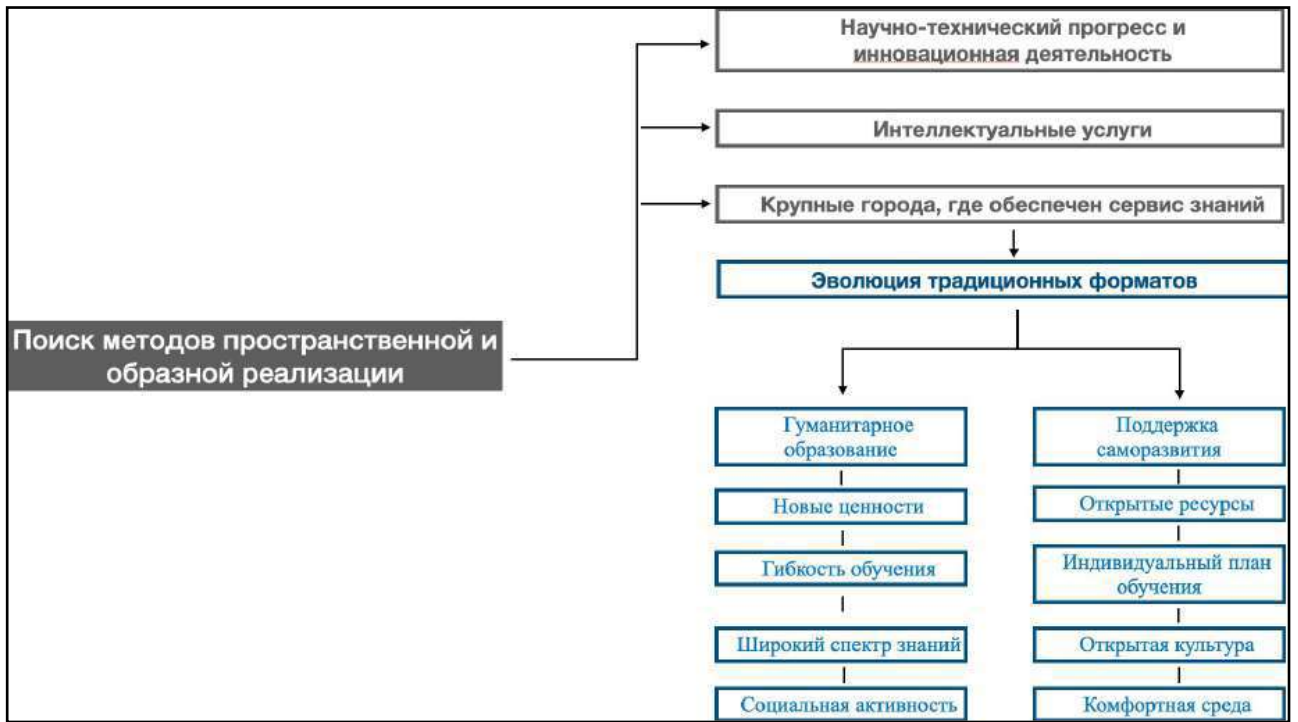 Научно-технический прогресс и
инновационная деятельность
Интеллектуальные услуги
Крупные города, где обеспечен сервис знаний
Эволюция традиционных форматов
Поиск методов пространственной и
образной реализации
Гуманитарное
образование
Новые ценности
Гибкость обучения
Широкий спектр знаний
Социальная активность
Поддержка
саморазвития
Открытые ресурсы
Индивидуальный план
обучения
Открытая культура
Комфортная среда